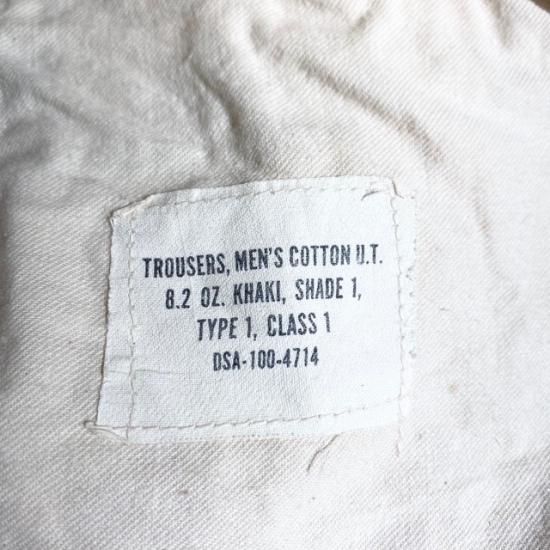 TROUSERS, MEN'S COTTON U.T.
8.2 OZ. KHAKI, SHADE 1,
TYPE 1, CLASS 1
DSA-100-4714